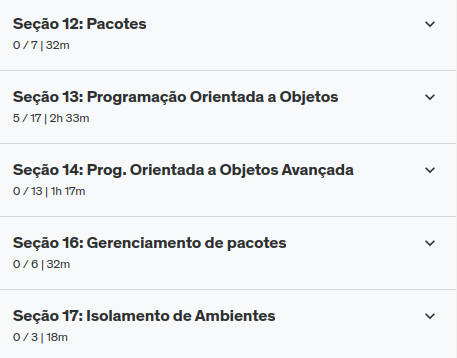 Seção 12: Pacotes
0 / 7 | 32m
Seção 13: Programação Orientada a Objetos
5 / 17 | 2h 33m
Seção 14: Prog. Orientada a Objetos Avançada
0 / 13 | 1h 17m
Seção 16: Gerenciamento de pacotes
0 / 6 | 32m
Seção 17: Isolamento de Ambientes
0 / 3 | 18m